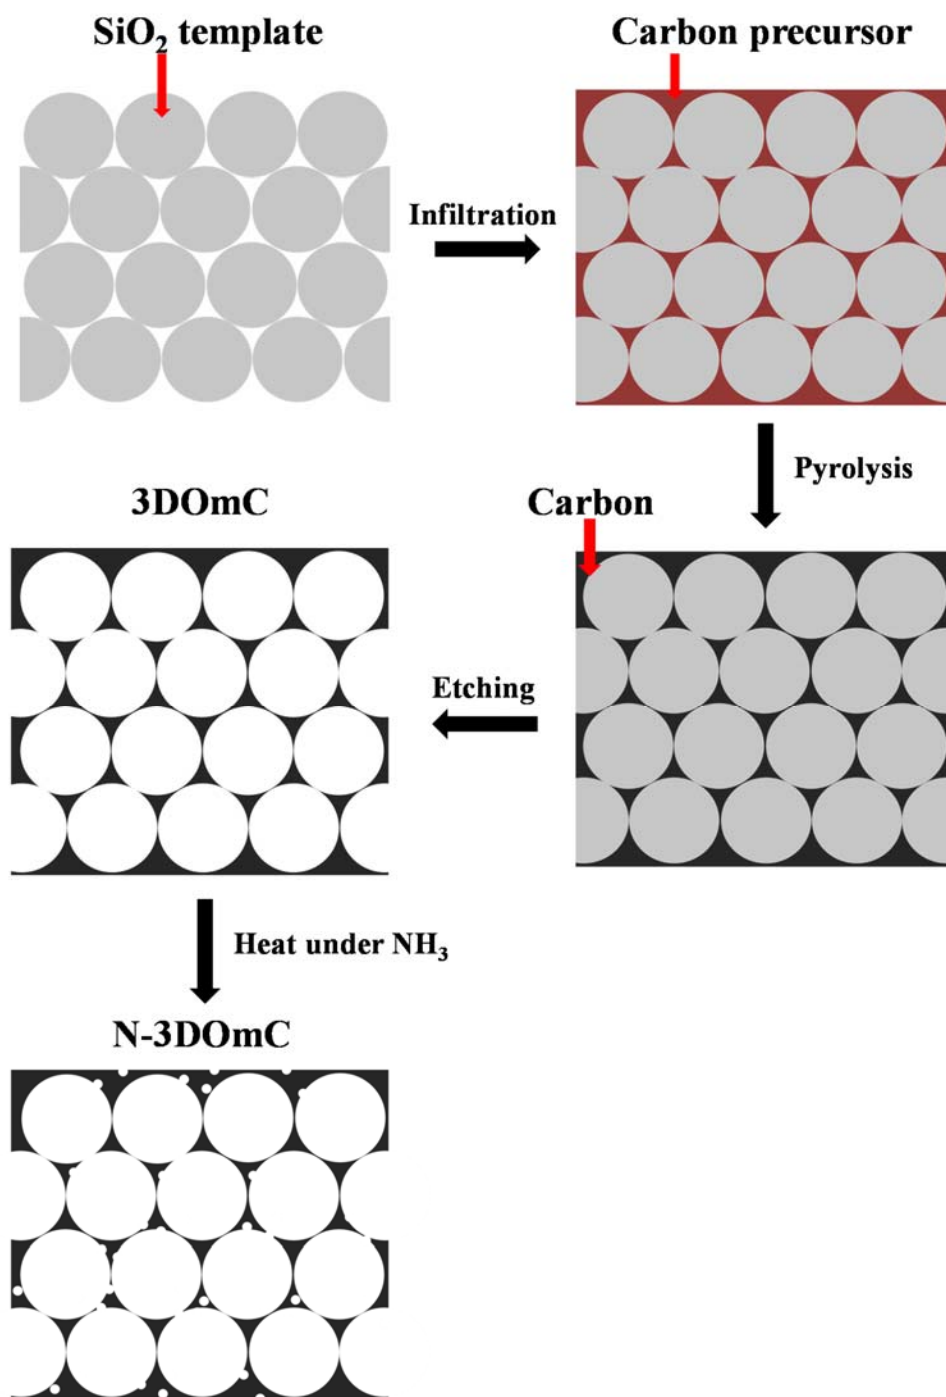 SiO₂ template
Carbon precursor
Infiltration
Pyrolysis
3DOmC
Carbon
Etching
Heat under NH₃
N-3DOmC